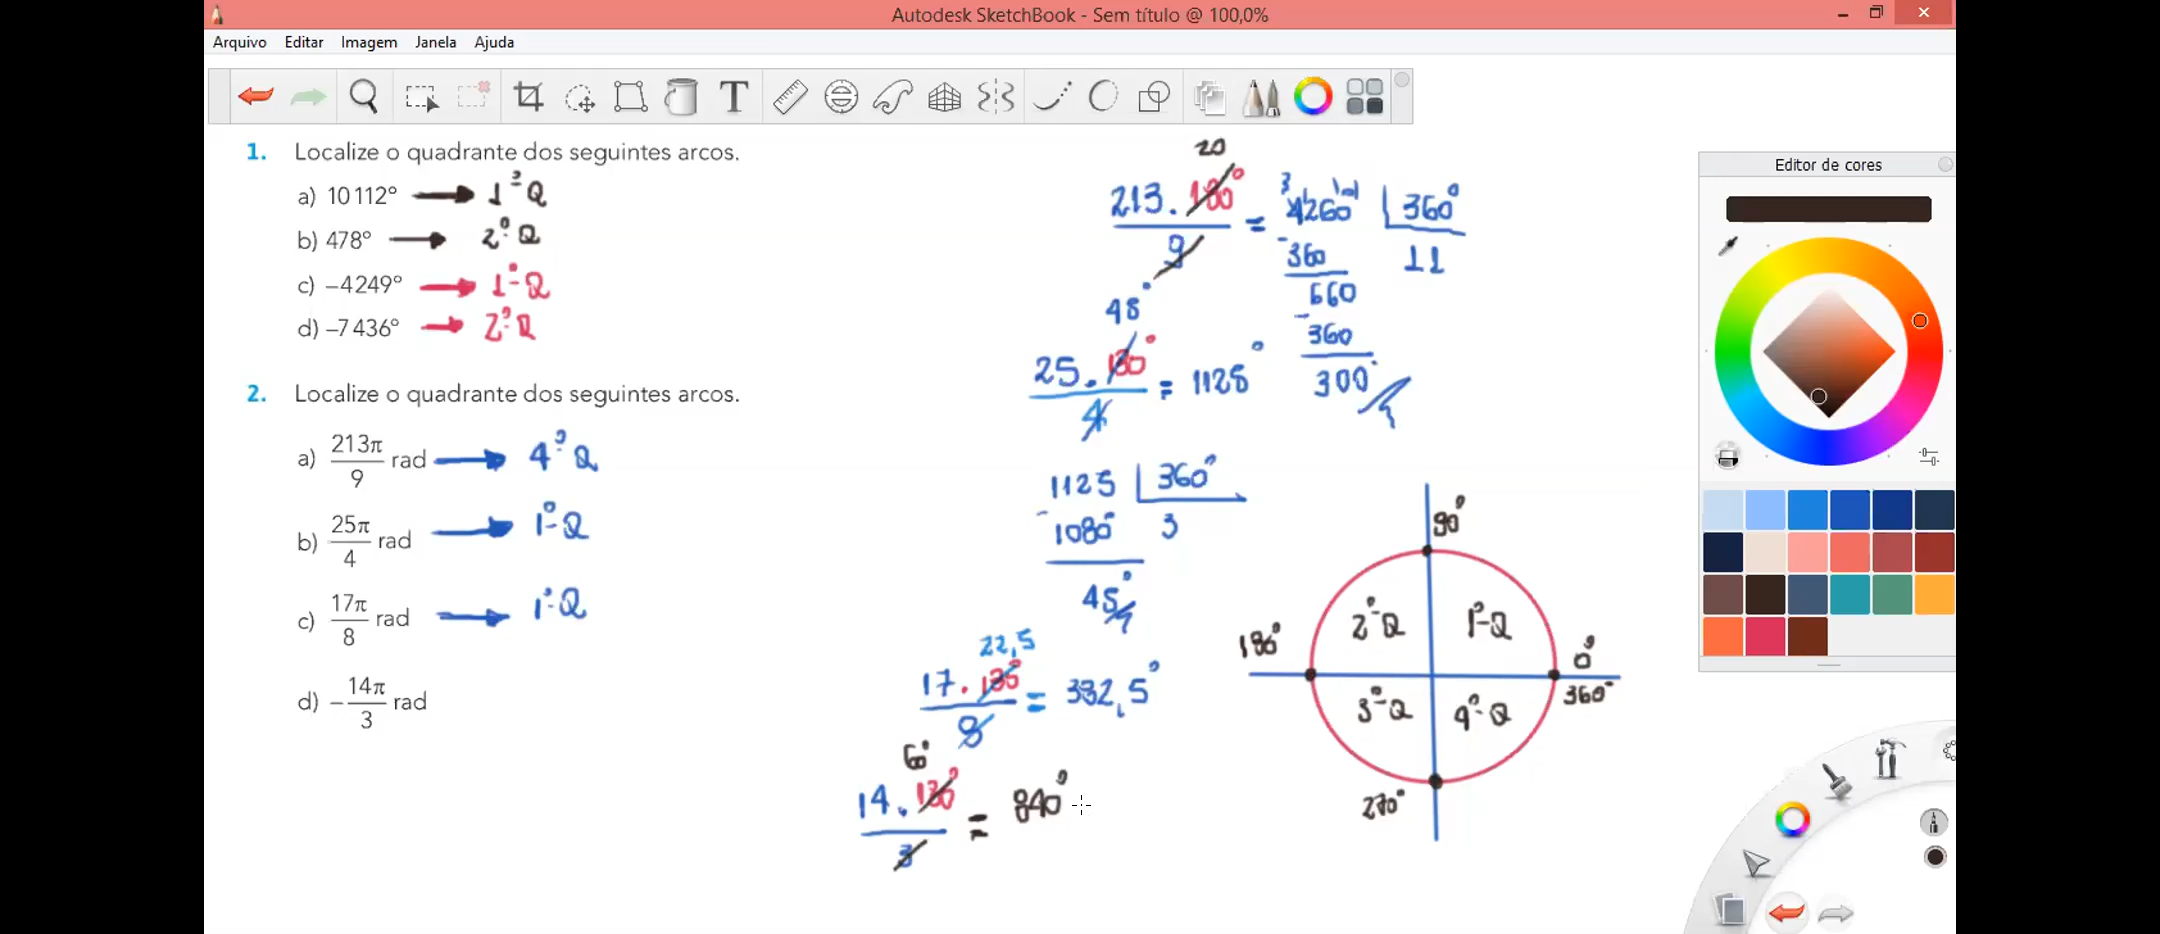 Autodesk SketchBook - Sem título @ 100,0%
Arquivo Editar Imagem Janela Ajuda
T
1. Localize o quadrante dos seguintes arcos.
a) 10 112° 1º Q
b) 478° 2º Q
c) –4 249° 1º Q
d) –7 436° 2º Q
2. Localize o quadrante dos seguintes arcos.
a) 213π/9 rad 4º Q
b) 25π/4 rad 1º Q
c) 17π/8 rad 1º Q
d) –14π/3 rad
20
213 . 180°
9
=
4260 360°
-360 11
660
-360
300°
45°
25 . 180°
4
= 1125°
1125 360°
-1080° 3
45°
22,5
17 . 180°
8
= 382,5°
60°
14 . 180°
3
= 840°
90°
2º Q 1º Q
180° 0°
360°
3º Q 4º Q
270°
Editor de cores